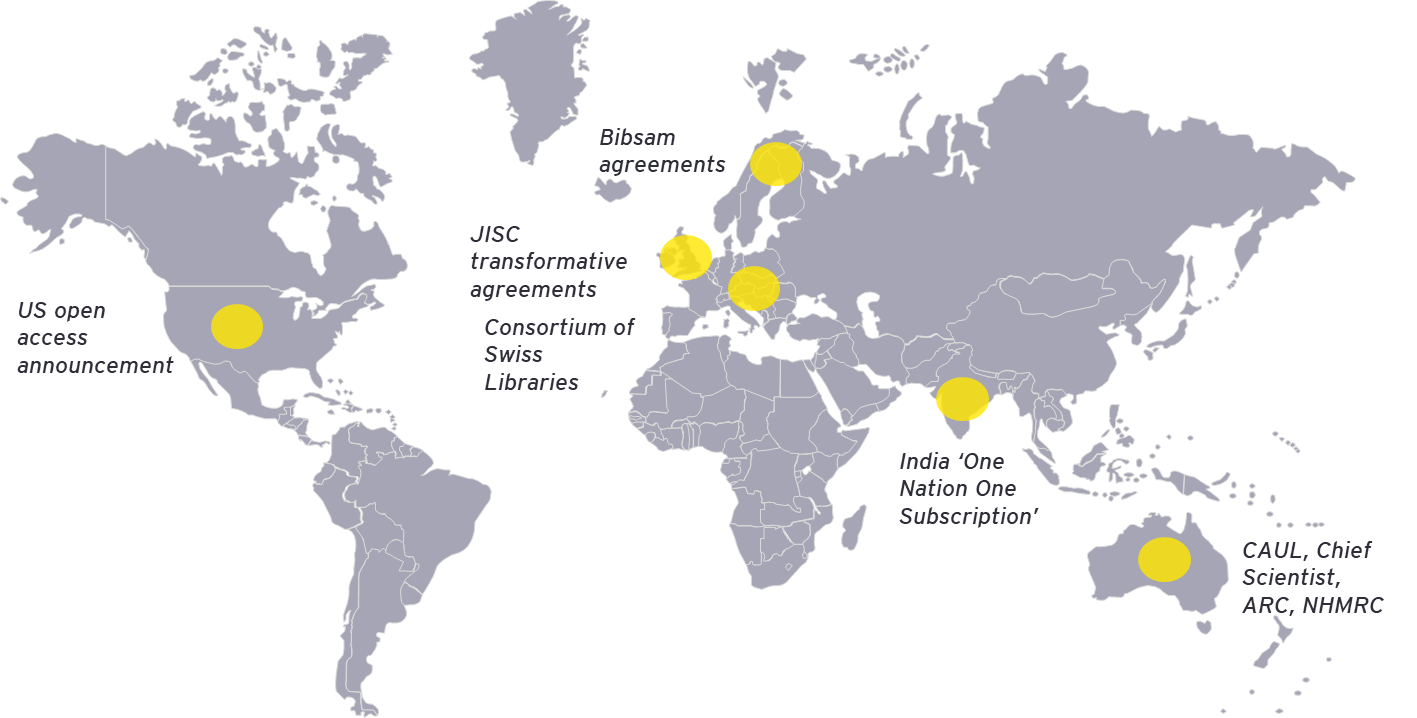 Bibsam
agreements
JISC
transformative
agreements
US open
access
announcement
Consortium of
Swiss
Libraries
India ‘One
Nation One
Subscription’
CAUL, Chief
Scientist,
ARC, NHMRC